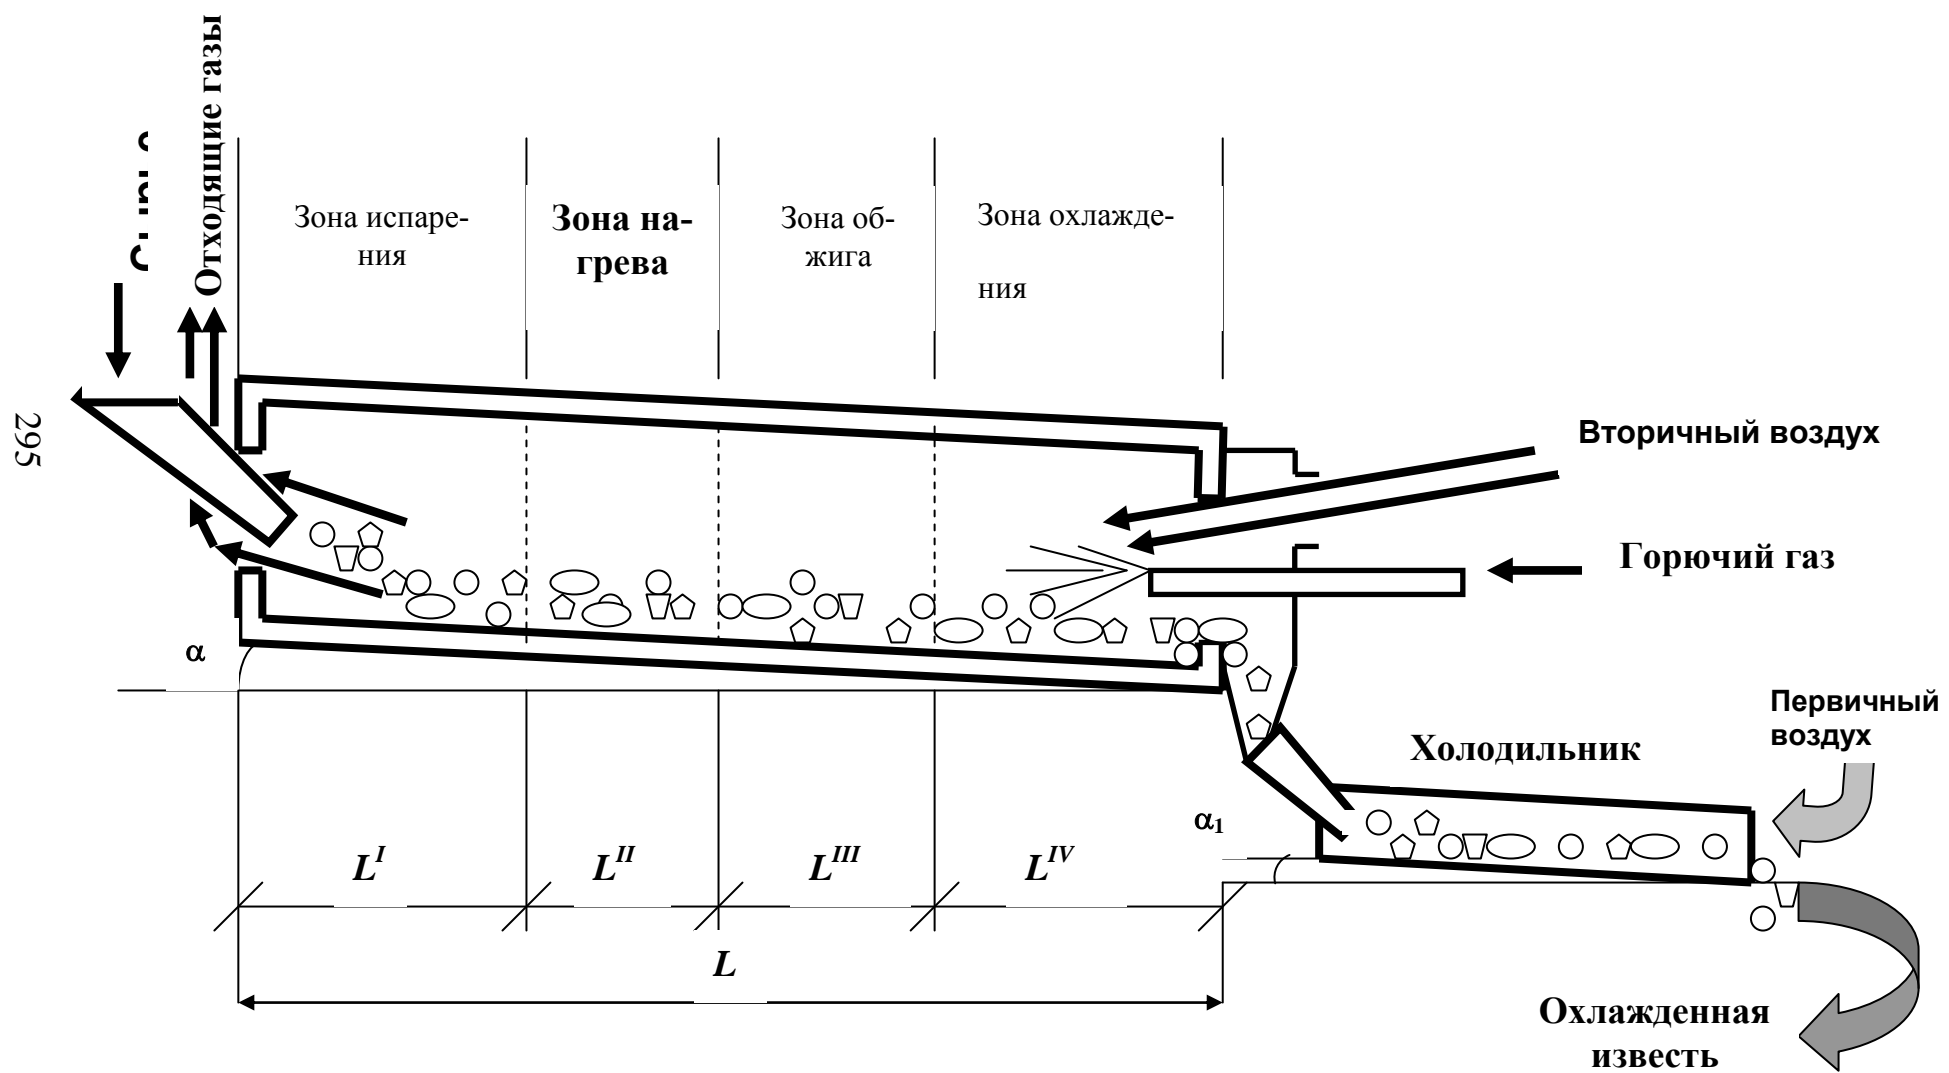 Отходящие газы
Зона испаре-
ния
Зона на-
грева
Зона об-
жига
Зона охлажде-
ния
295
Вторичный воздух
Горючий газ
α
Первичный
воздух
Холодильник
α1
L^I
L^II
L^III
L^IV
L
Охлажденная
известь